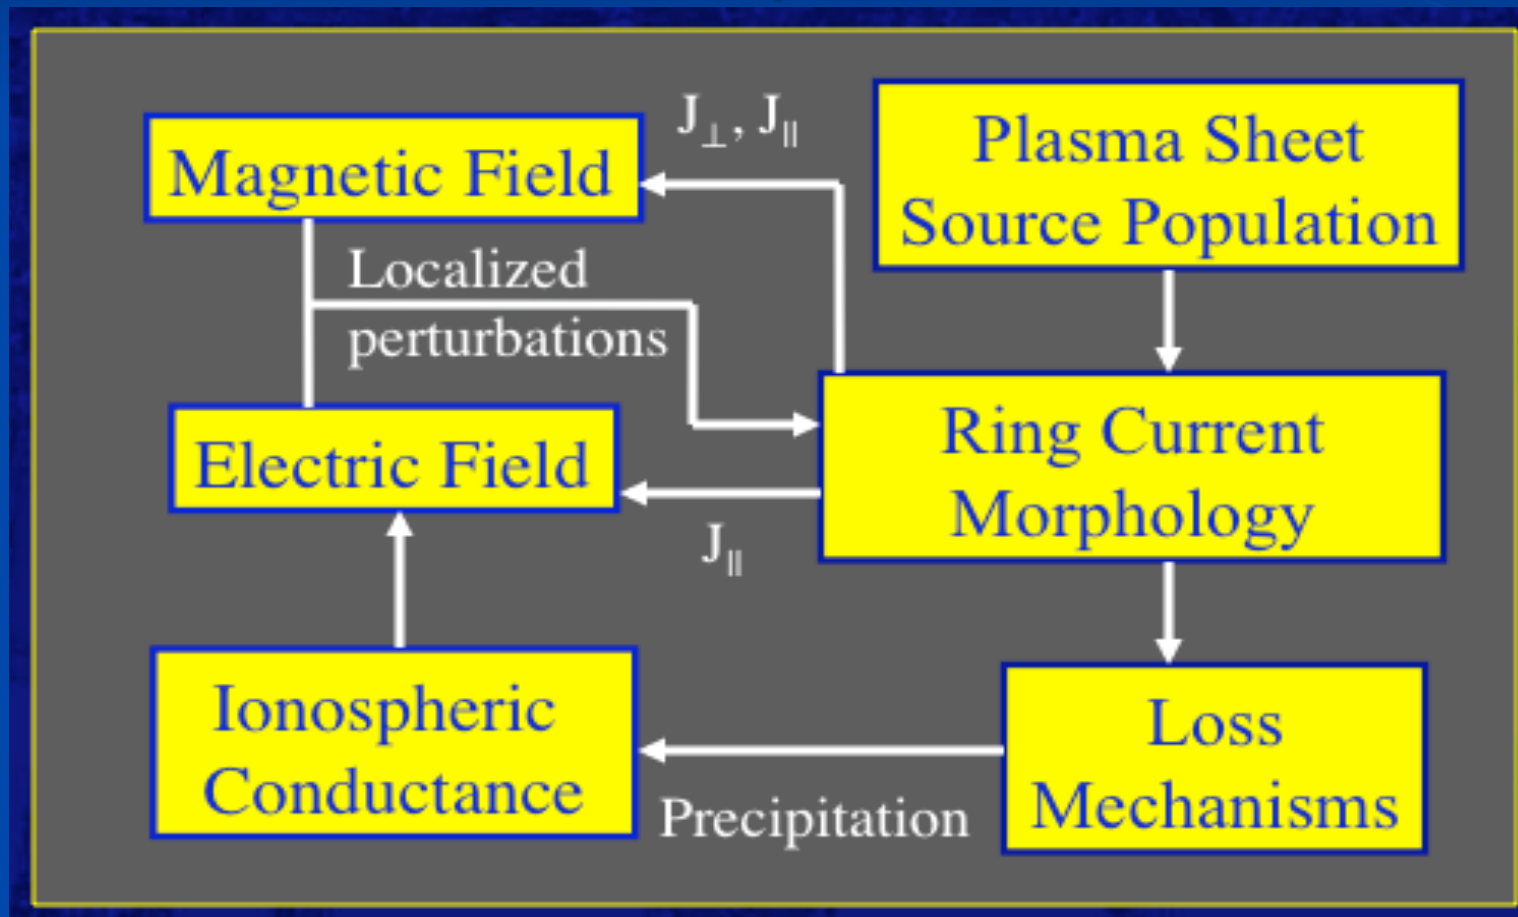 J⊥, J∥
Magnetic Field
Plasma Sheet
Source Population
Localized
perturbations
Electric Field
Ring Current
Morphology
J∥
Ionospheric
Conductance
Precipitation
Loss
Mechanisms